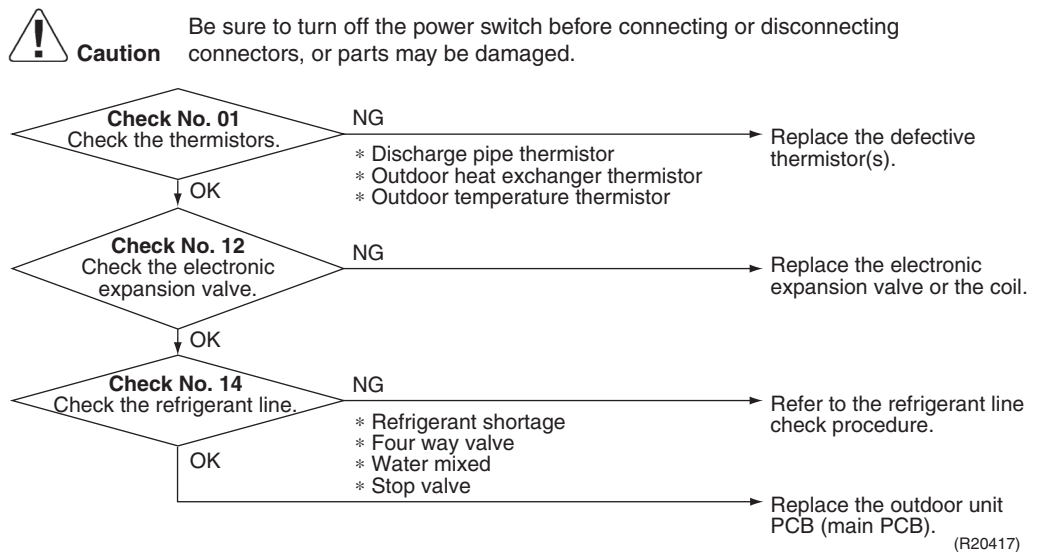 Be sure to turn off the power switch before connecting or disconnecting
Caution connectors, or parts may be damaged.
Check No. 01
Check the thermistors.
NG
∗ Discharge pipe thermistor
∗ Outdoor heat exchanger thermistor
∗ Outdoor temperature thermistor
Replace the defective
thermistor(s).
OK
Check No. 12
Check the electronic
expansion valve.
NG
Replace the electronic
expansion valve or the coil.
OK
Check No. 14
Check the refrigerant line.
NG
∗ Refrigerant shortage
∗ Four way valve
∗ Water mixed
∗ Stop valve
Refer to the refrigerant line
check procedure.
OK
Replace the outdoor unit
PCB (main PCB).
(R20417)